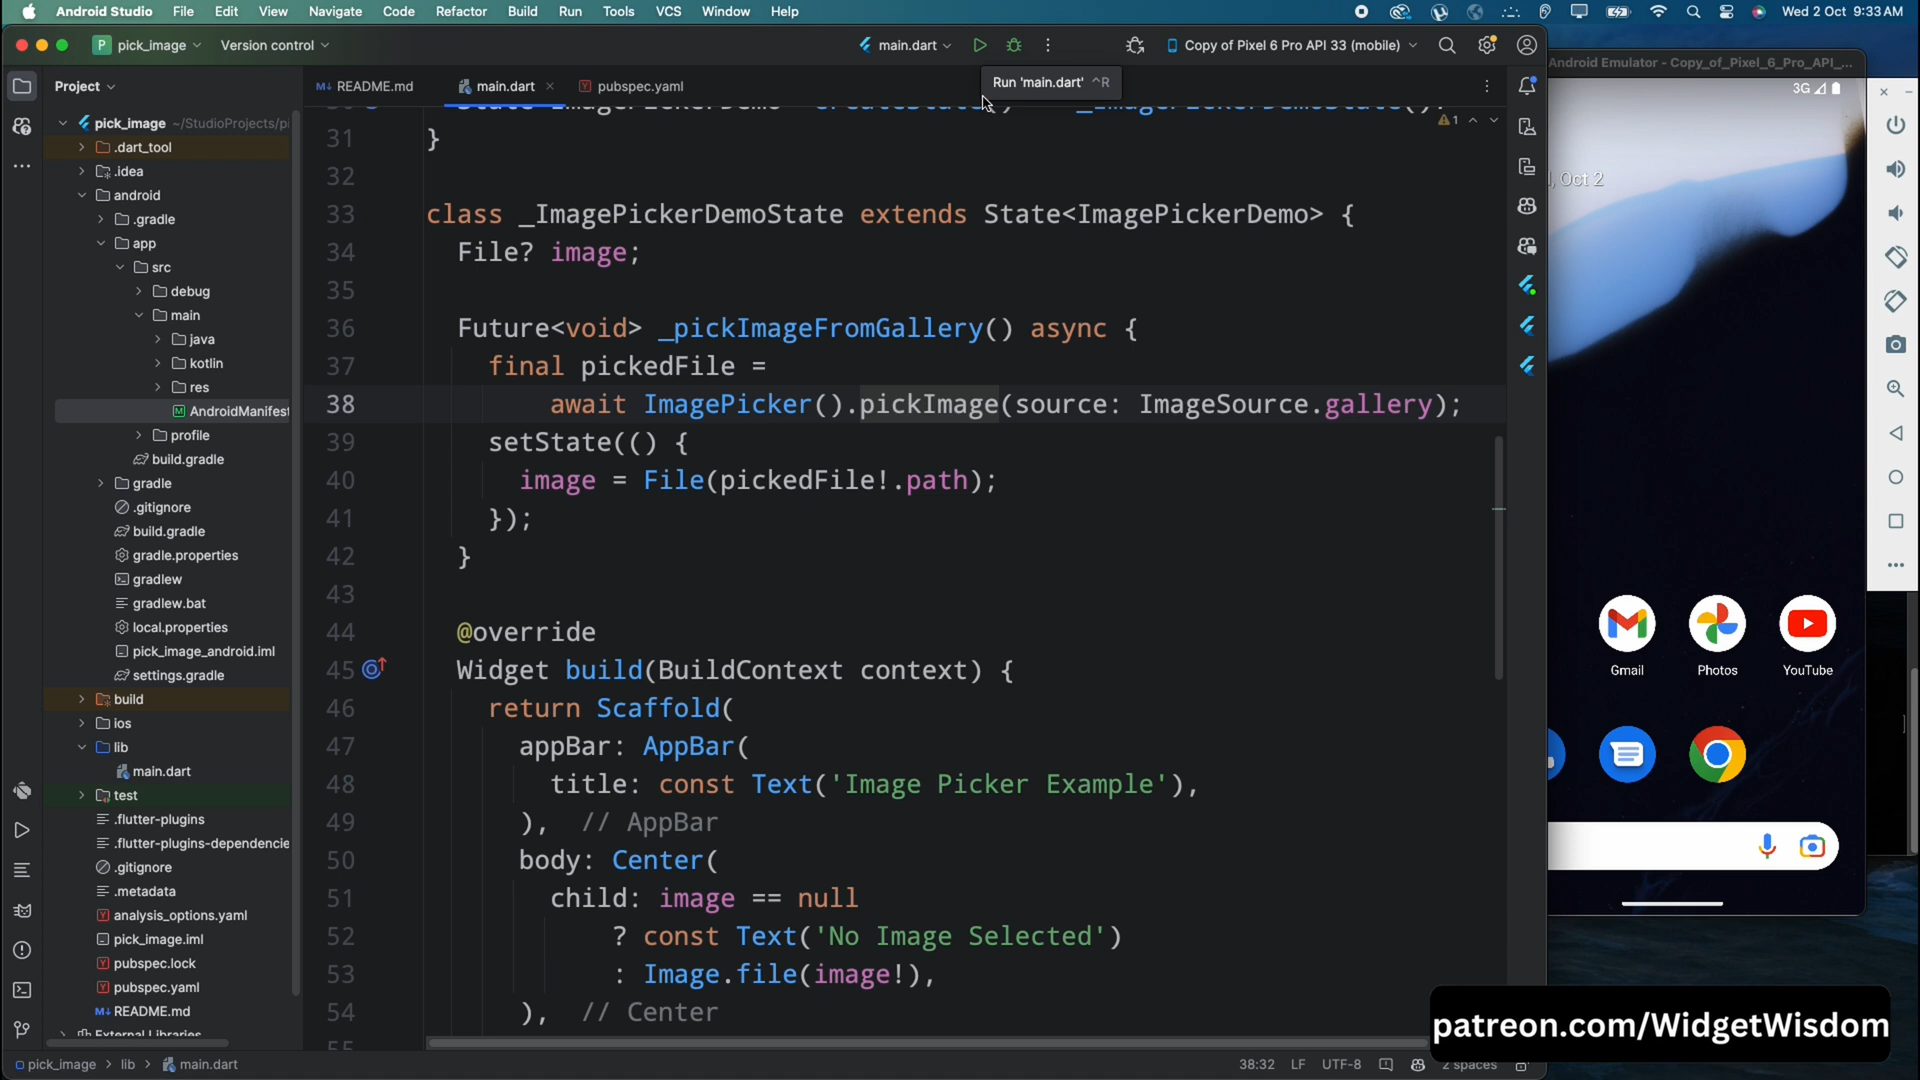 Android Studio File Edit View Navigate Code Refactor Build Run Tools VCS Window Help Wed 2 Oct 9:33 AM
P pick_image Version control main.dart Copy of Pixel 6 Pro API 33 (mobile)
Android Emulator - Copy_of_Pixel_6_Pro_API_...
Project
README.md main.dart pubspec.yaml
Run 'main.dart' ^R
3G
1
, Oct 2
pick_image ~/StudioProjects/pi
.dart_tool
.idea
android
.gradle
app
src
debug
main
java
kotlin
res
AndroidManifest
profile
build.gradle
gradle
.gitignore
build.gradle
gradle.properties
gradlew
gradlew.bat
local.properties
pick_image_android.iml
settings.gradle
build
ios
lib
main.dart
test
.flutter-plugins
.flutter-plugins-dependencie
.gitignore
.metadata
analysis_options.yaml
pick_image.iml
pubspec.lock
pubspec.yaml
README.md
External Libraries
31 }
32
33 class _ImagePickerDemoState extends State<ImagePickerDemo> {
34 File? image;
35
36 Future<void> _pickImageFromGallery() async {
37 final pickedFile =
38 await ImagePicker().pickImage(source: ImageSource.gallery);
39 setState(() {
40 image = File(pickedFile!.path);
41 });
42 }
43
44 @override
45 Widget build(BuildContext context) {
46 return Scaffold(
47 appBar: AppBar(
48 title: const Text('Image Picker Example'),
49 ), // AppBar
50 body: Center(
51 child: image == null
52 ? const Text('No Image Selected')
53 : Image.file(image!),
54 ), // Center
55
Gmail Photos YouTube
patreon.com/WidgetWisdom
pick_image > lib > main.dart 38:32 LF UTF-8 2 spaces